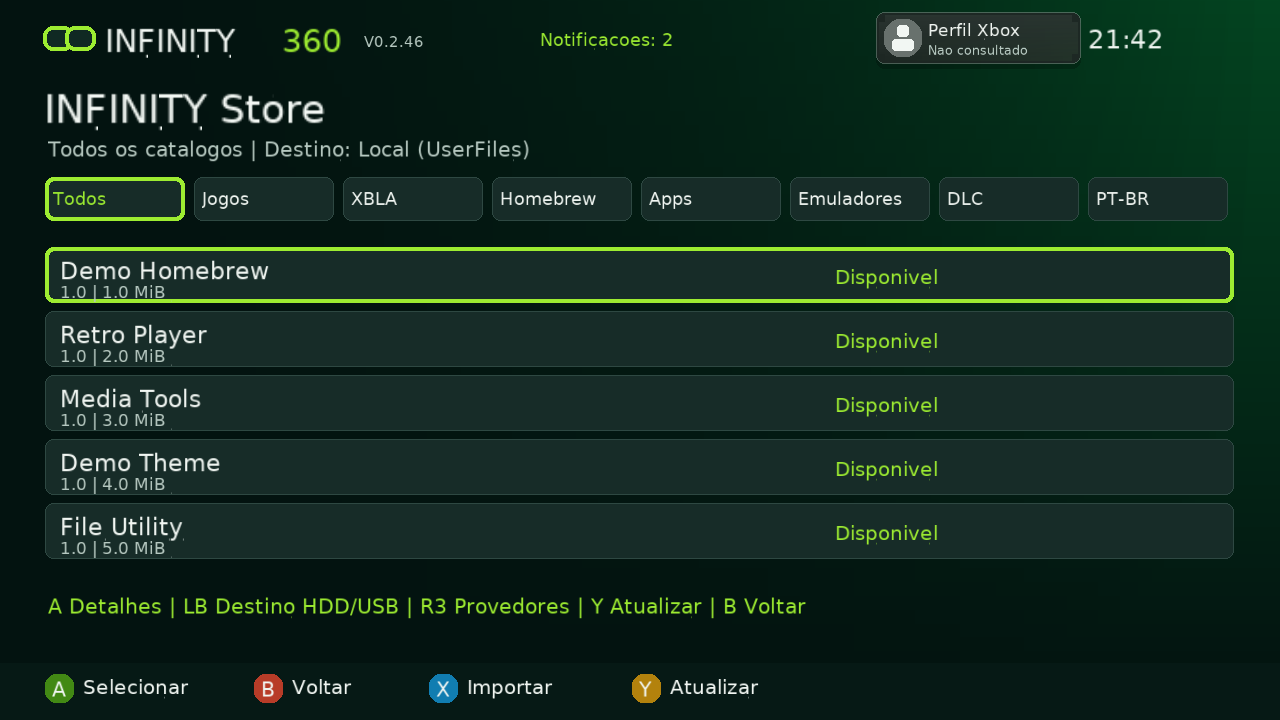 INFINITY 360 V0.2.46 Notificacoes: 2 Perfil Xbox 21:42
Nao consultado
INFINITY Store
Todos os catalogos | Destino: Local (UserFiles)
Todos Jogos XBLA Homebrew Apps Emuladores DLC PT-BR
Demo Homebrew Disponivel
1.0 | 1.0 MiB
Retro Player Disponivel
1.0 | 2.0 MiB
Media Tools Disponivel
1.0 | 3.0 MiB
Demo Theme Disponivel
1.0 | 4.0 MiB
File Utility Disponivel
1.0 | 5.0 MiB
A Detalhes | LB Destino HDD/USB | R3 Provedores | Y Atualizar | B Voltar
A Selecionar B Voltar X Importar Y Atualizar